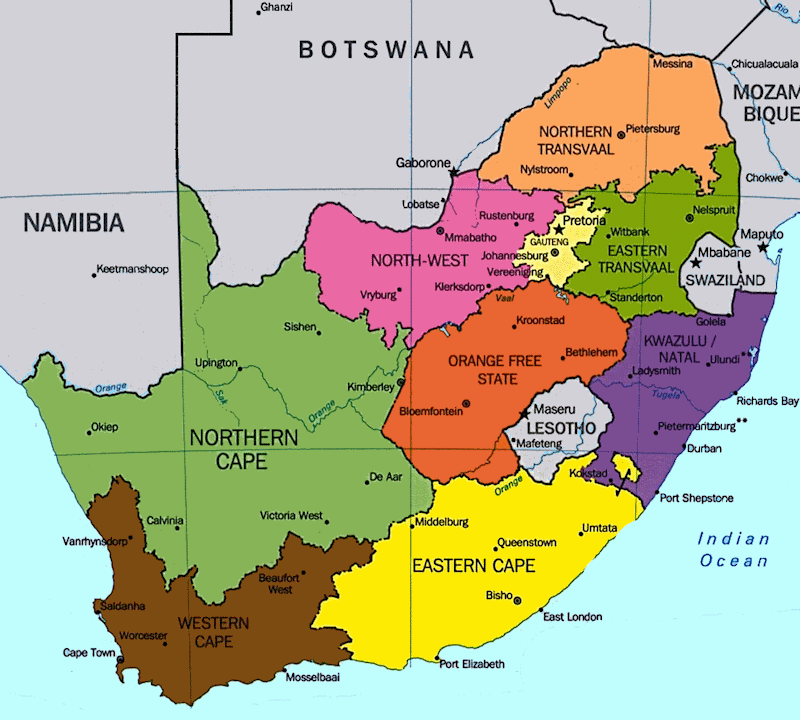 Ghanzi
BOTSWANA
Rio
Messina
Chicualacuala
Limpopo
MOZAM
BIQUE
NORTHERN
TRANSVAAL
Pietersburg
Gaborone
Nylstroom
Chokwe
Lobatse
Rustenburg
Pretoria
Nelspruit
NAMIBIA
Mmabatho
GAUTENG
Witbank
Maputo
Keetmanshoop
NORTH-WEST
Johannesburg
EASTERN
TRANSVAAL
Mbabane
Vereeniging
SWAZILAND
Vryburg
Klerksdorp
Vaal
Standerton
Sishen
Kroonstad
Golela
KWAZULU /
NATAL
Upington
ORANGE FREE
STATE
Bethlehem
Ulundi
Ladysmith
Orange
Kimberley
Sak
Tugela
Richards Bay
Orange
Bloemfontein
Maseru
LESOTHO
Okiep
Mafeteng
Pietermaritzburg
NORTHERN
CAPE
Durban
De Aar
Orange
Kokstad
Port Shepstone
Calvinia
Victoria West
Middelburg
Umtata
Vanrhynsdorp
Queenstown
Indian
Ocean
EASTERN CAPE
Beaufort
West
Bisho
Saldanha
East London
WESTERN
CAPE
Worcester
Cape Town
Port Elizabeth
Mosselbaai